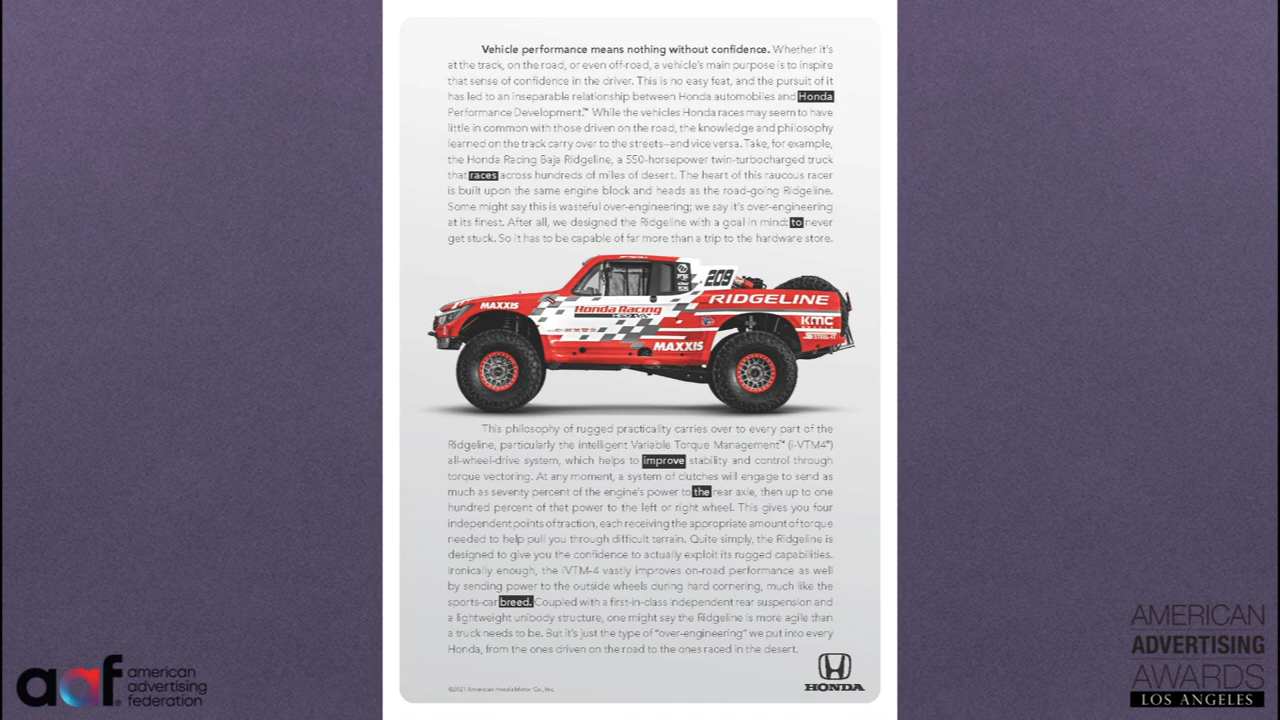 Vehicle performance means nothing without confidence. Whether it's
at the track, on the road, or even off-road, a vehicle's main purpose is to inspire
that sense of confidence in the driver. This is no easy feat, and the pursuit of it
has led to an inseparable relationship between Honda automobiles and Honda
Performance Development.™ While the vehicles Honda races may seem to have
little in common with those driven on the road, the knowledge and philosophy
learned on the track carry over to the streets—and vice versa. Take, for example,
the Honda Racing Baja Ridgeline, a 550-horsepower twin-turbocharged truck
that races across hundreds of miles of desert. The heart of this raucous racer
is built upon the same engine block and heads as the road-going Ridgeline.
Some might say this is wasteful over-engineering; we say it's over-engineering
at its finest. After all, we designed the Ridgeline with a goal in mind: to never
get stuck. So it has to be capable of far more than a trip to the hardware store.
209
MAXXIS
RIDGELINE
Honda Racing
KMC
MAXXIS
This philosophy of rugged practicality carries over to every part of the
Ridgeline, particularly the intelligent Variable Torque Management™ (i-VTM4®)
all-wheel-drive system, which helps to improve stability and control through
torque vectoring. At any moment, a system of clutches will engage to send as
much as seventy percent of the engine's power to the rear axle, then up to one
hundred percent of that power to the left or right wheel. This gives you four
independent points of traction, each receiving the appropriate amount of torque
needed to help pull you through difficult terrain. Quite simply, the Ridgeline is
designed to give you the confidence to actually exploit its rugged capabilities.
Ironically enough, the iVTM-4 vastly improves on-road performance as well
by sending power to the outside wheels during hard cornering, much like the
sports-car breed. Coupled with a first-in-class independent rear suspension and
a lightweight unibody structure, one might say the Ridgeline is more agile than
a truck needs to be. But it's just the type of "over-engineering" we put into every
Honda, from the ones driven on the road to the ones raced in the desert.
©2021 American Honda Motor Co., Inc.
HONDA
aaf american
advertising
federation
AMERICAN
ADVERTISING
AWARDS
LOS ANGELES